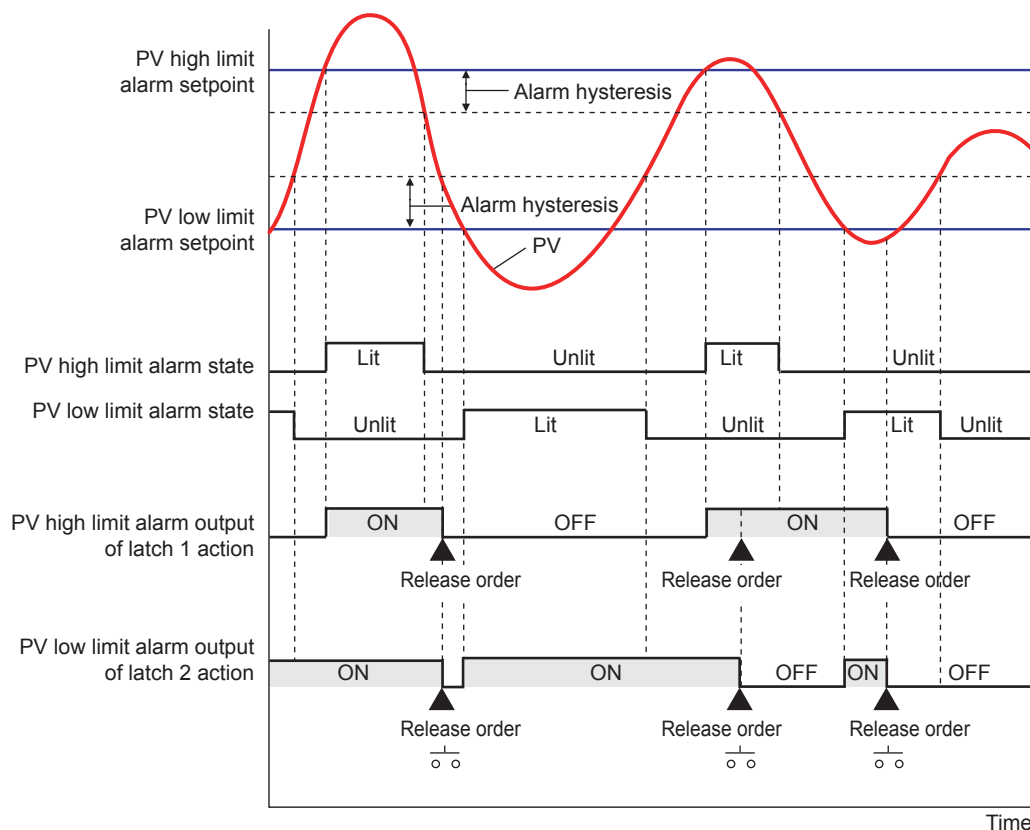 PV high limit
alarm setpoint
Alarm hysteresis
Alarm hysteresis
PV low limit
alarm setpoint
PV
PV high limit alarm state
Lit
Unlit
Lit
Unlit
PV low limit alarm state
Unlit
Lit
Unlit
Lit
Unlit
PV high limit alarm output
of latch 1 action
ON
OFF
ON
OFF
Release order
Release order
Release order
PV low limit alarm output
of latch 2 action
ON
ON
OFF
ON
OFF
Release order
Release order
Release order
Time